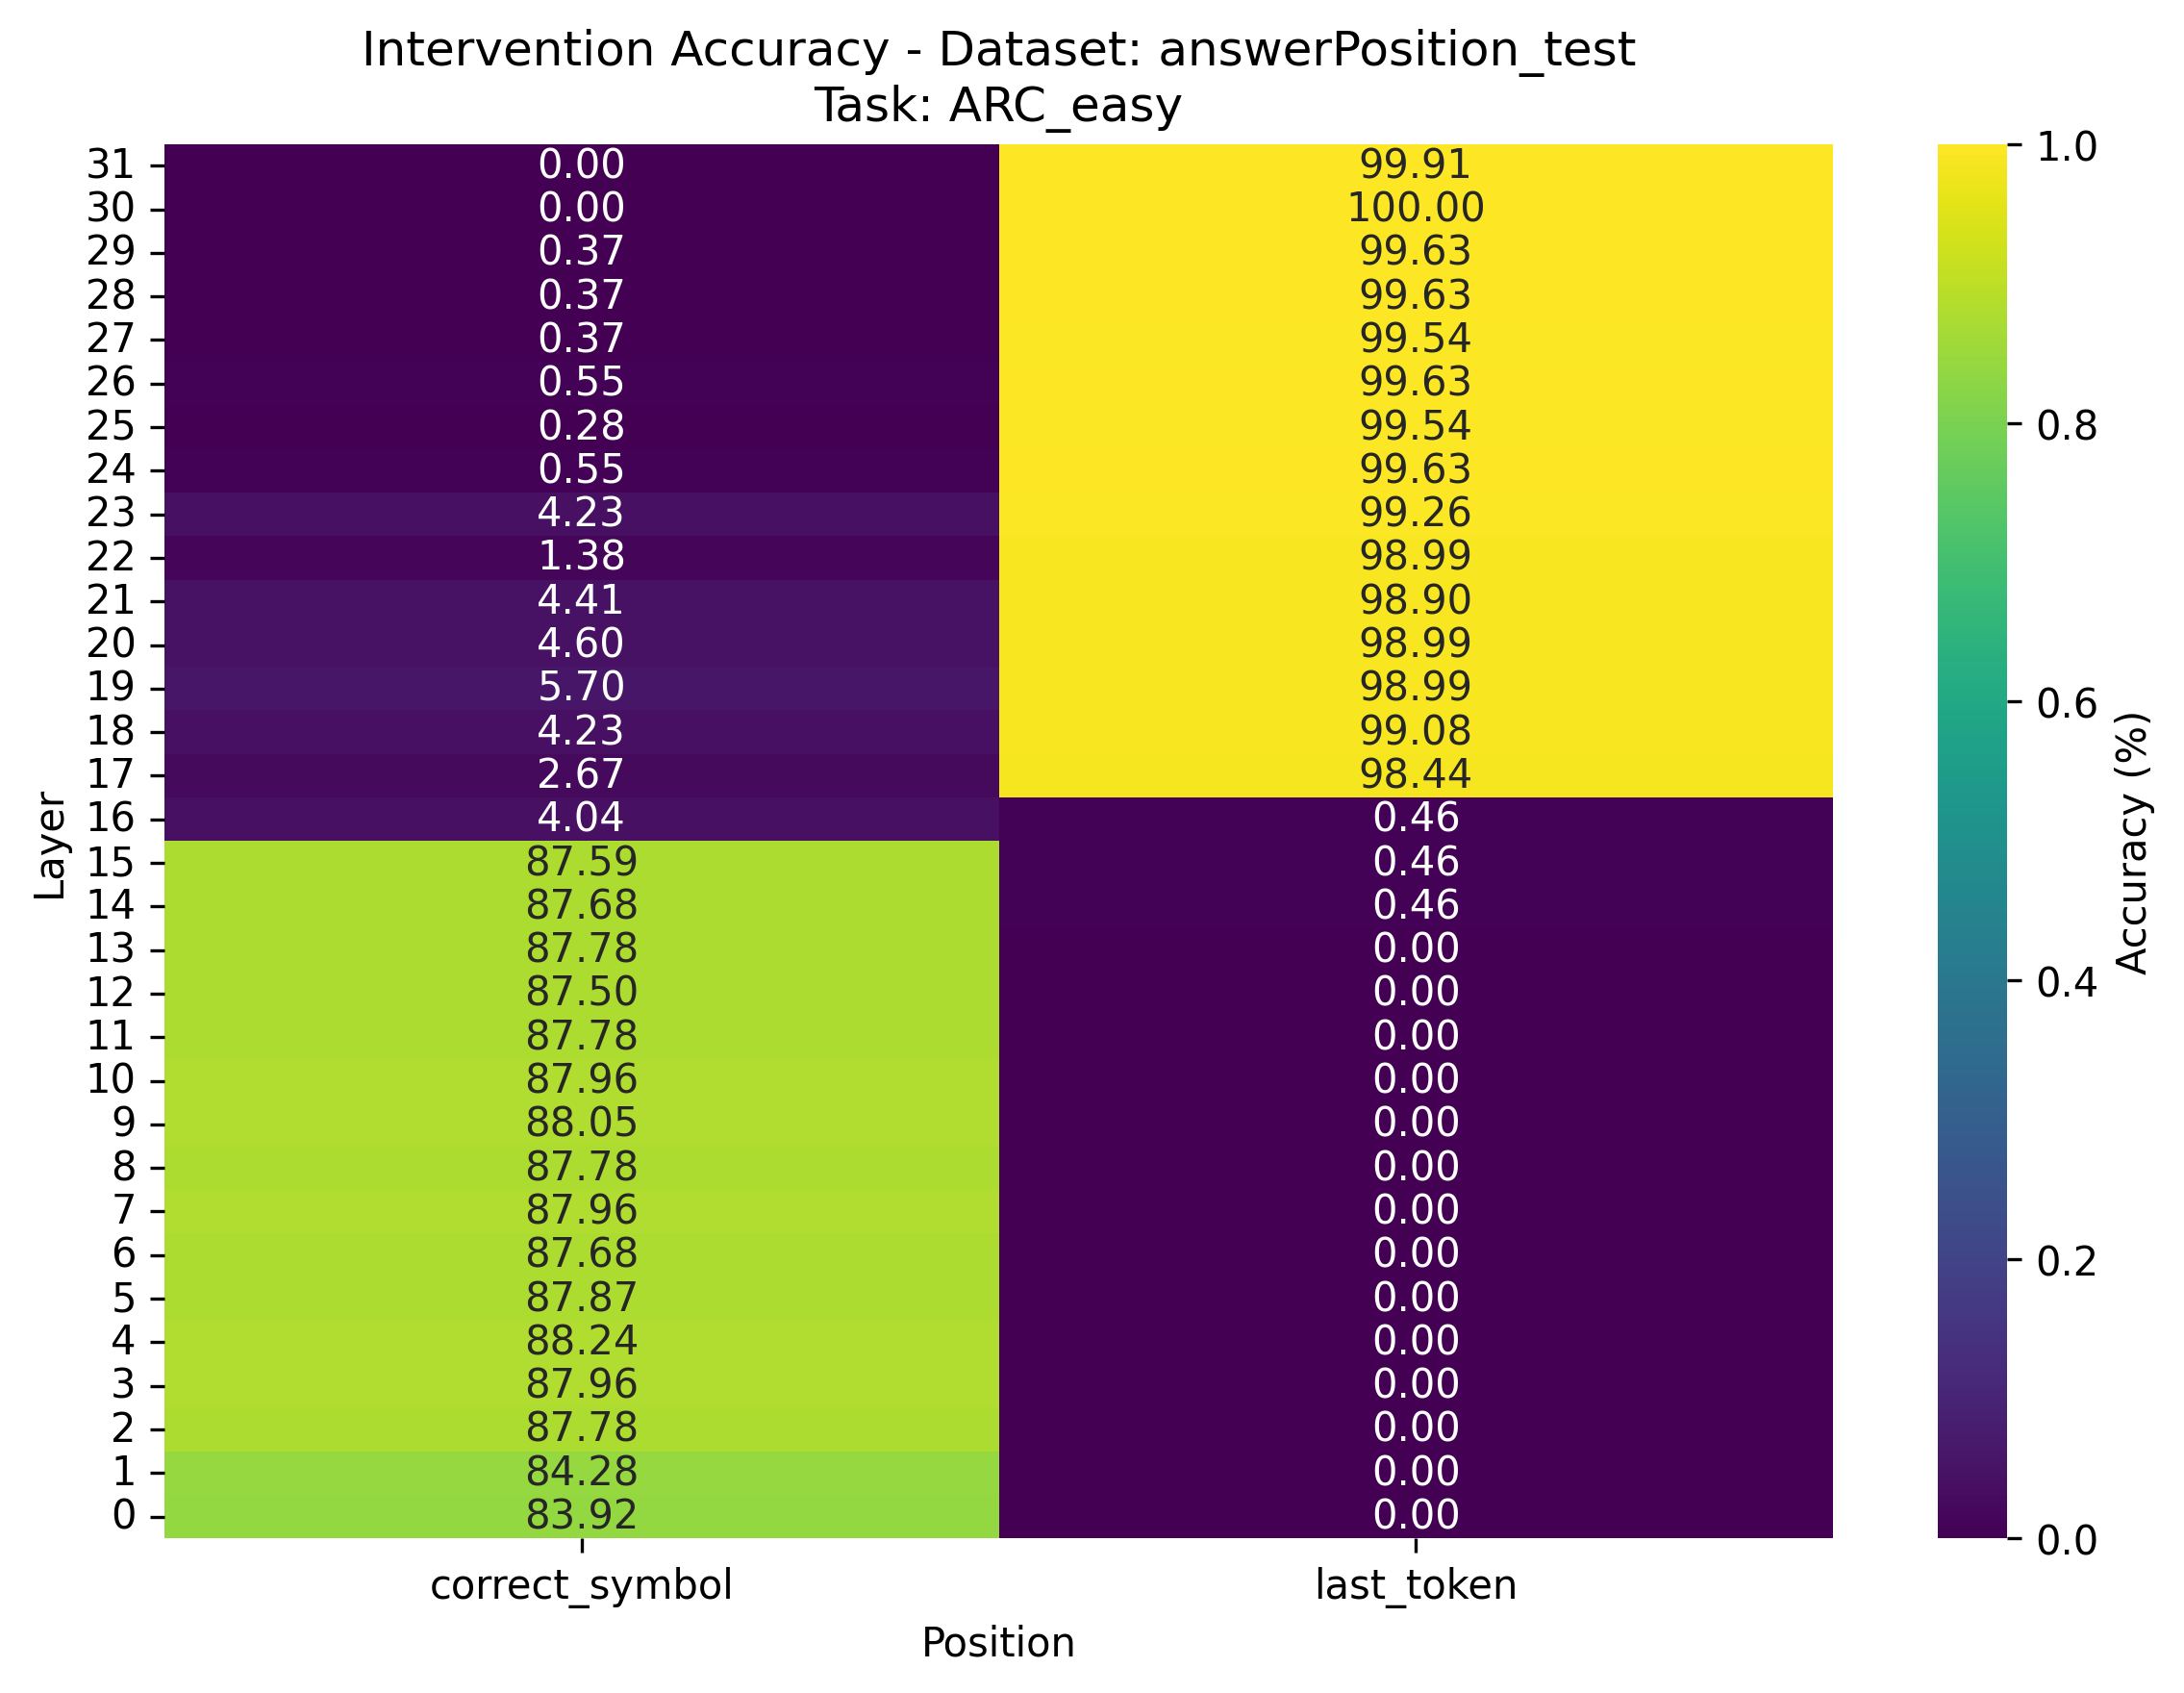 Intervention Accuracy - Dataset: answerPosition_test
Task: ARC_easy
31 0.00 99.91
30 0.00 100.00
29 0.37 99.63
28 0.37 99.63
27 0.37 99.54
26 0.55 99.63
25 0.28 99.54
24 0.55 99.63
23 4.23 99.26
22 1.38 98.99
21 4.41 98.90
20 4.60 98.99
19 5.70 98.99
18 4.23 99.08
17 2.67 98.44
16 4.04 0.46
15 87.59 0.46
14 87.68 0.46
13 87.78 0.00
12 87.50 0.00
11 87.78 0.00
10 87.96 0.00
9 88.05 0.00
8 87.78 0.00
7 87.96 0.00
6 87.68 0.00
5 87.87 0.00
4 88.24 0.00
3 87.96 0.00
2 87.78 0.00
1 84.28 0.00
0 83.92 0.00
correct_symbol last_token
Position
Layer
1.0
0.8
0.6
0.4
0.2
0.0
Accuracy (%)